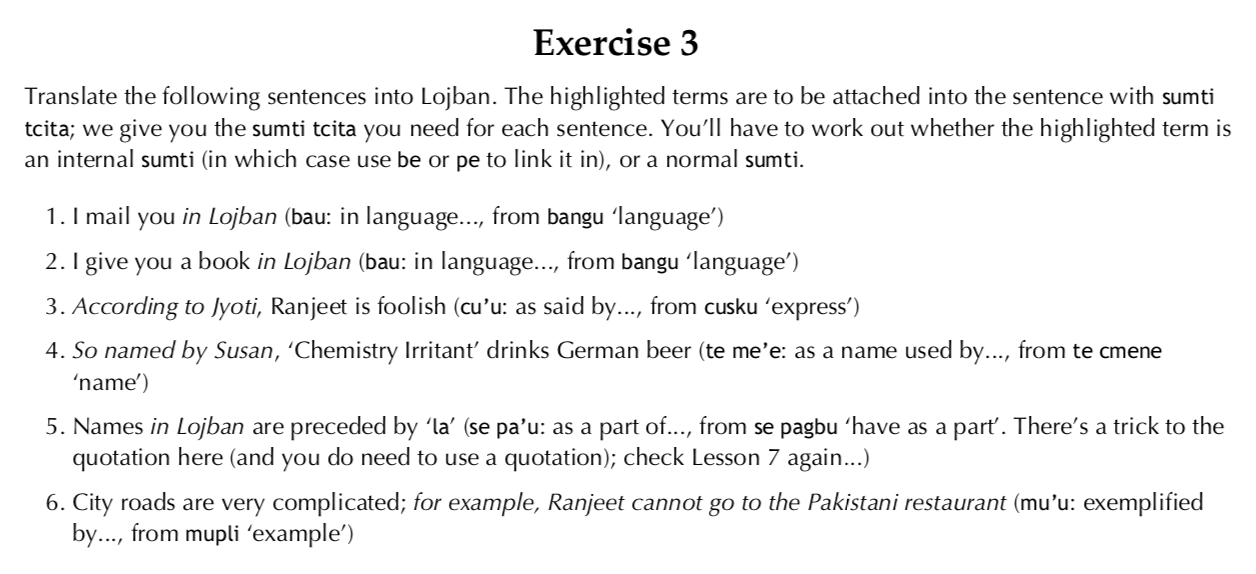 Exercise 3
Translate the following sentences into Lojban. The highlighted terms are to be attached into the sentence with sumti
tcita; we give you the sumti tcita you need for each sentence. You’ll have to work out whether the highlighted term is
an internal sumti (in which case use be or pe to link it in), or a normal sumti.
1. I mail you in Lojban (bau: in language..., from bangu ‘language’)
2. I give you a book in Lojban (bau: in language..., from bangu ‘language’)
3. According to Jyoti, Ranjeet is foolish (cu’u: as said by..., from cusku ‘express’)
4. So named by Susan, ‘Chemistry Irritant’ drinks German beer (te me’e: as a name used by..., from te cmene
‘name’)
5. Names in Lojban are preceded by ‘la’ (se pa’u: as a part of..., from se pagbu ‘have as a part’. There’s a trick to the
quotation here (and you do need to use a quotation); check Lesson 7 again...)
6. City roads are very complicated; for example, Ranjeet cannot go to the Pakistani restaurant (mu’u: exemplified
by..., from mupli ‘example’)